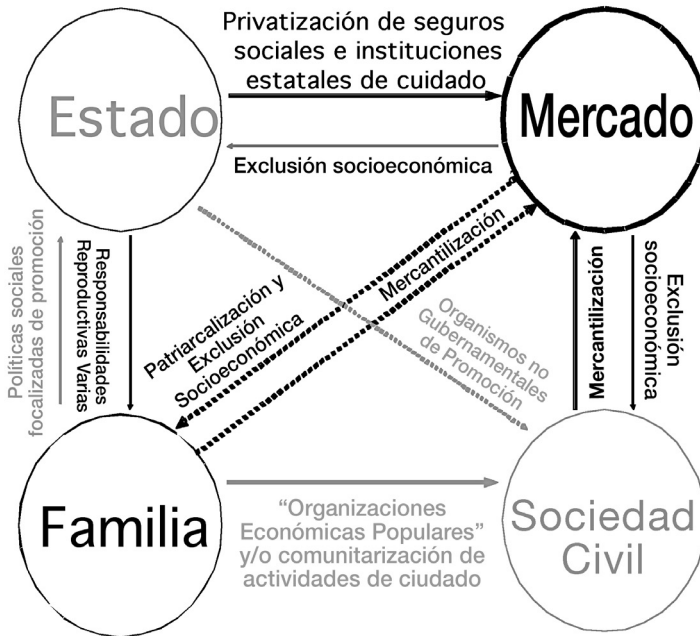 Privatización de seguros
sociales e instituciones
estatales de cuidado
Estado
Mercado
Exclusión socioeconómica
Políticas sociales
focalizadas de promoción
Responsabilidades
Reproductivas Varias
Patriarcalización y
Exclusión
Socioeconómica
Mercantilización
Organismos no
Gubernamentales
de Promoción
Mercantilización
Exclusión
socioeconómica
Familia
“Organizaciones
Económicas Populares”
y/o comunitarización de
actividades de ciudado
Sociedad
Civil